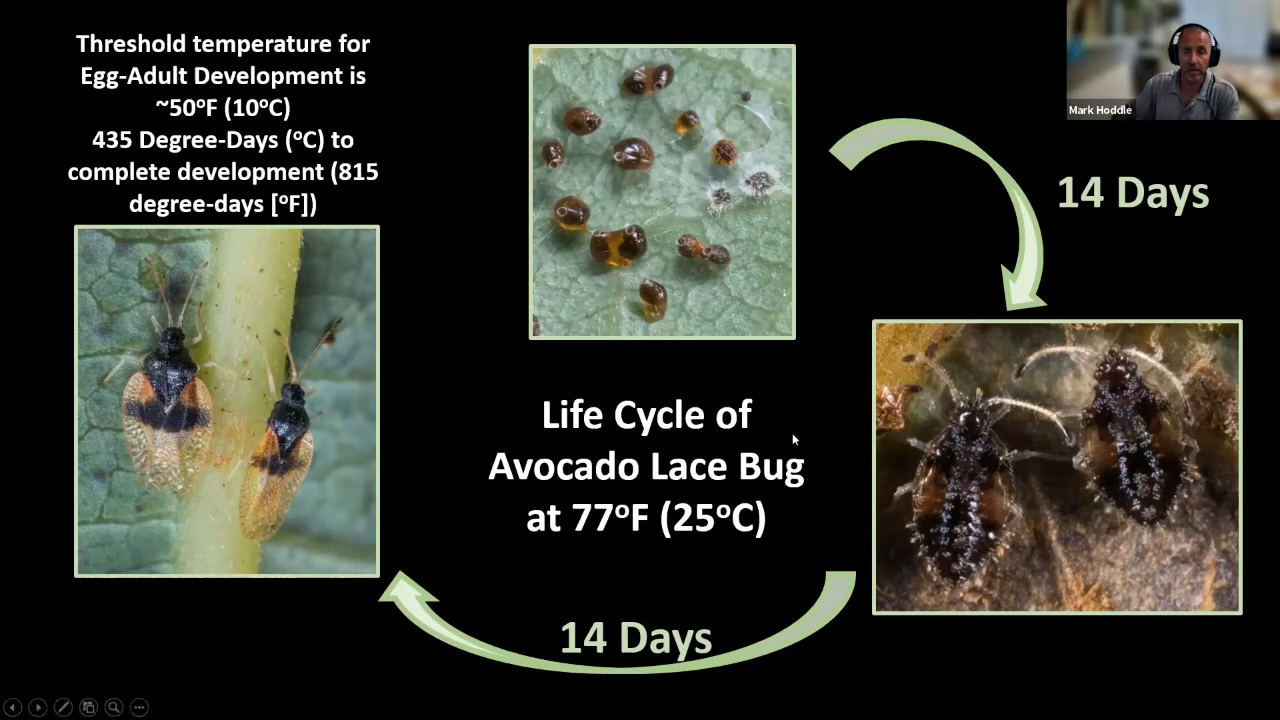 Threshold temperature for
Egg-Adult Development is
~50ºF (10ºC)
435 Degree-Days (ºC) to
complete development (815
degree-days [ºF])
Mark Hoddle
14 Days
Life Cycle of
Avocado Lace Bug
at 77ºF (25ºC)
14 Days